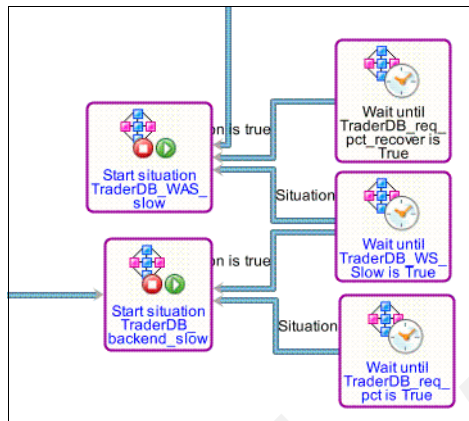 Wait until
TraderDB_req_
pct_recover is
True
on is true
Start situation
TraderDB_WAS_
slow
Situation
Wait until
TraderDB_WS_
Slow is True
on is true
Start situation
TraderDB_
backend_slow
Situation
Wait until
TraderDB_req_
pct is True